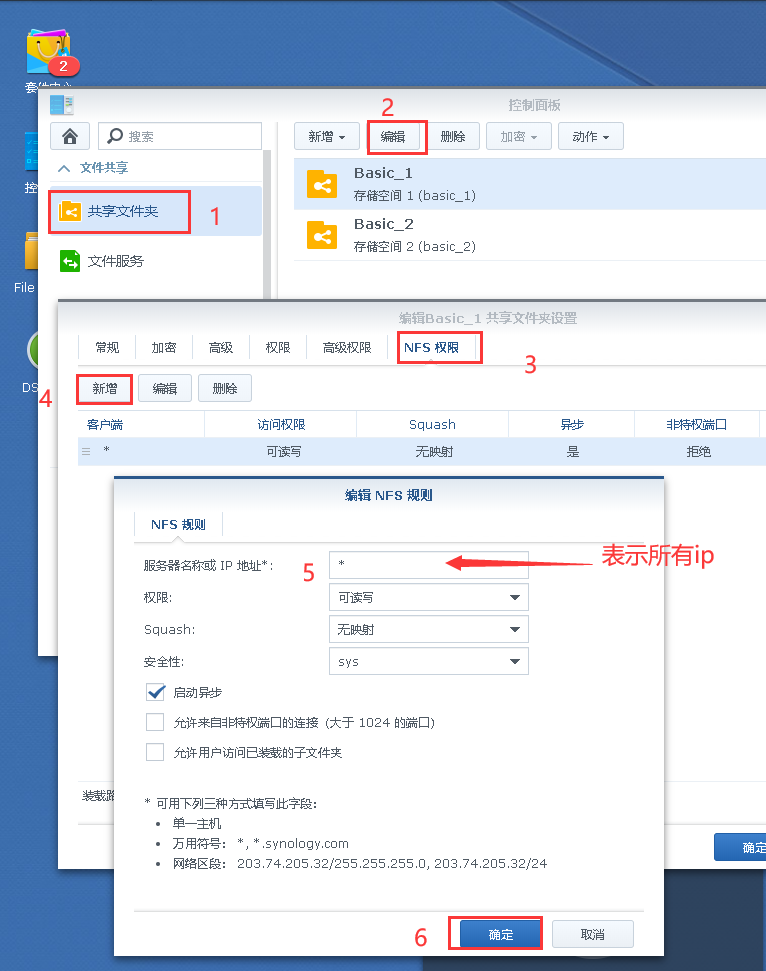 2
套件中心
2
控制面板
搜索
新增
编辑
删除
加密
动作
文件共享
Basic_1
存储空间 1 (basic_1)
控
共享文件夹
1
Basic_2
存储空间 2 (basic_2)
文件服务
File
编辑Basic_1 共享文件夹设置
常规
加密
高级
权限
高级权限
NFS 权限
3
DS
4
新增
编辑
删除
客户端
访问权限
Squash
异步
非特权端口
*
可读写
无映射
是
拒绝
编辑 NFS 规则
NFS 规则
服务器名称或 IP 地址*:
5
*
表示所有ip
权限:
可读写
Squash:
无映射
安全性:
sys
启动异步
允许来自非特权端口的连接 (大于 1024 的端口)
允许用户访问已装载的子文件夹
装载路
* 可用下列三种方式填写此字段:
• 单一主机
• 万用符号: *, *.synology.com
• 网络区段: 203.74.205.32/255.255.255.0, 203.74.205.32/24
确定
6
确定
取消